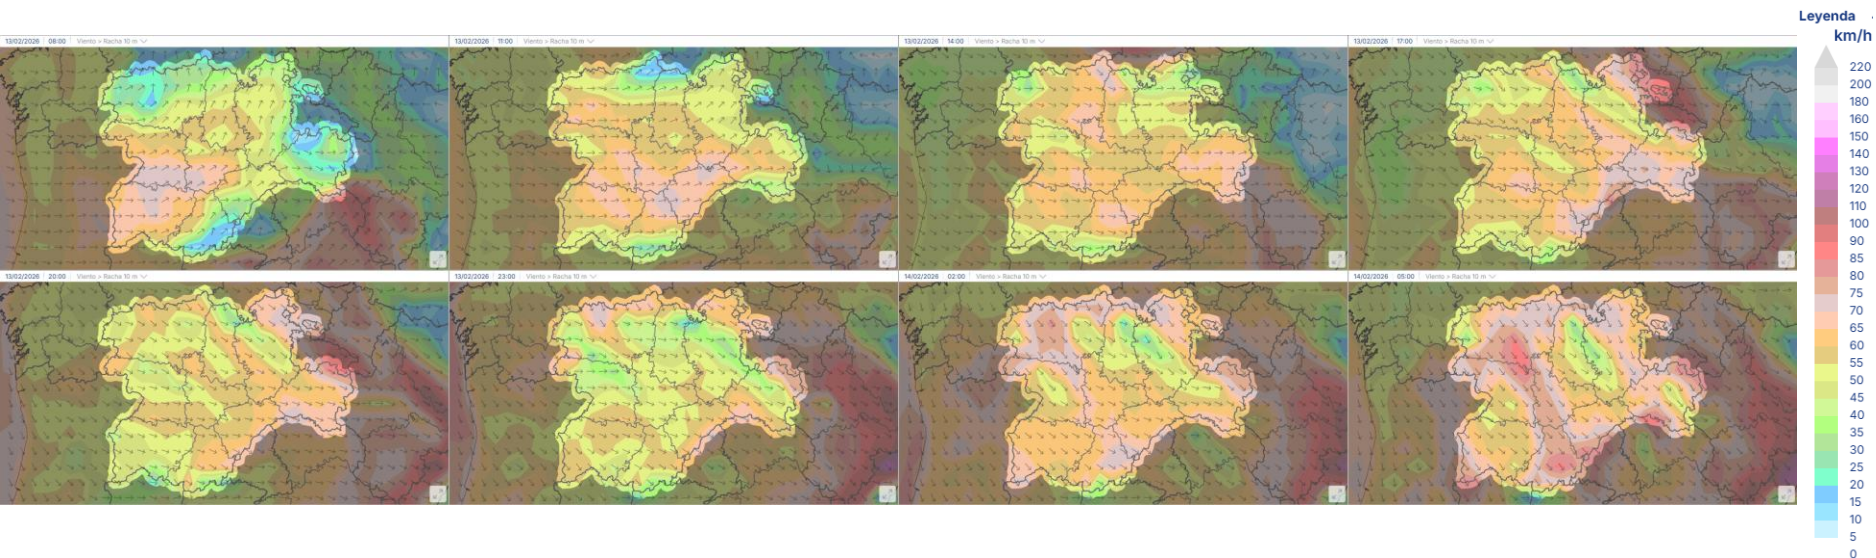 Leyenda
km/h
13/02/2026 | 08:00 | Viento > Racha 10 m
13/02/2026 | 11:00 | Viento > Racha 10 m
13/02/2026 | 14:00 | Viento > Racha 10 m
13/02/2026 | 17:00 | Viento > Racha 10 m
13/02/2026 | 20:00 | Viento > Racha 10 m
13/02/2026 | 23:00 | Viento > Racha 10 m
14/02/2026 | 02:00 | Viento > Racha 10 m
14/02/2026 | 05:00 | Viento > Racha 10 m
220
200
180
160
150
140
130
120
110
100
90
85
80
75
70
65
60
55
50
45
40
35
30
25
20
15
10
5
0